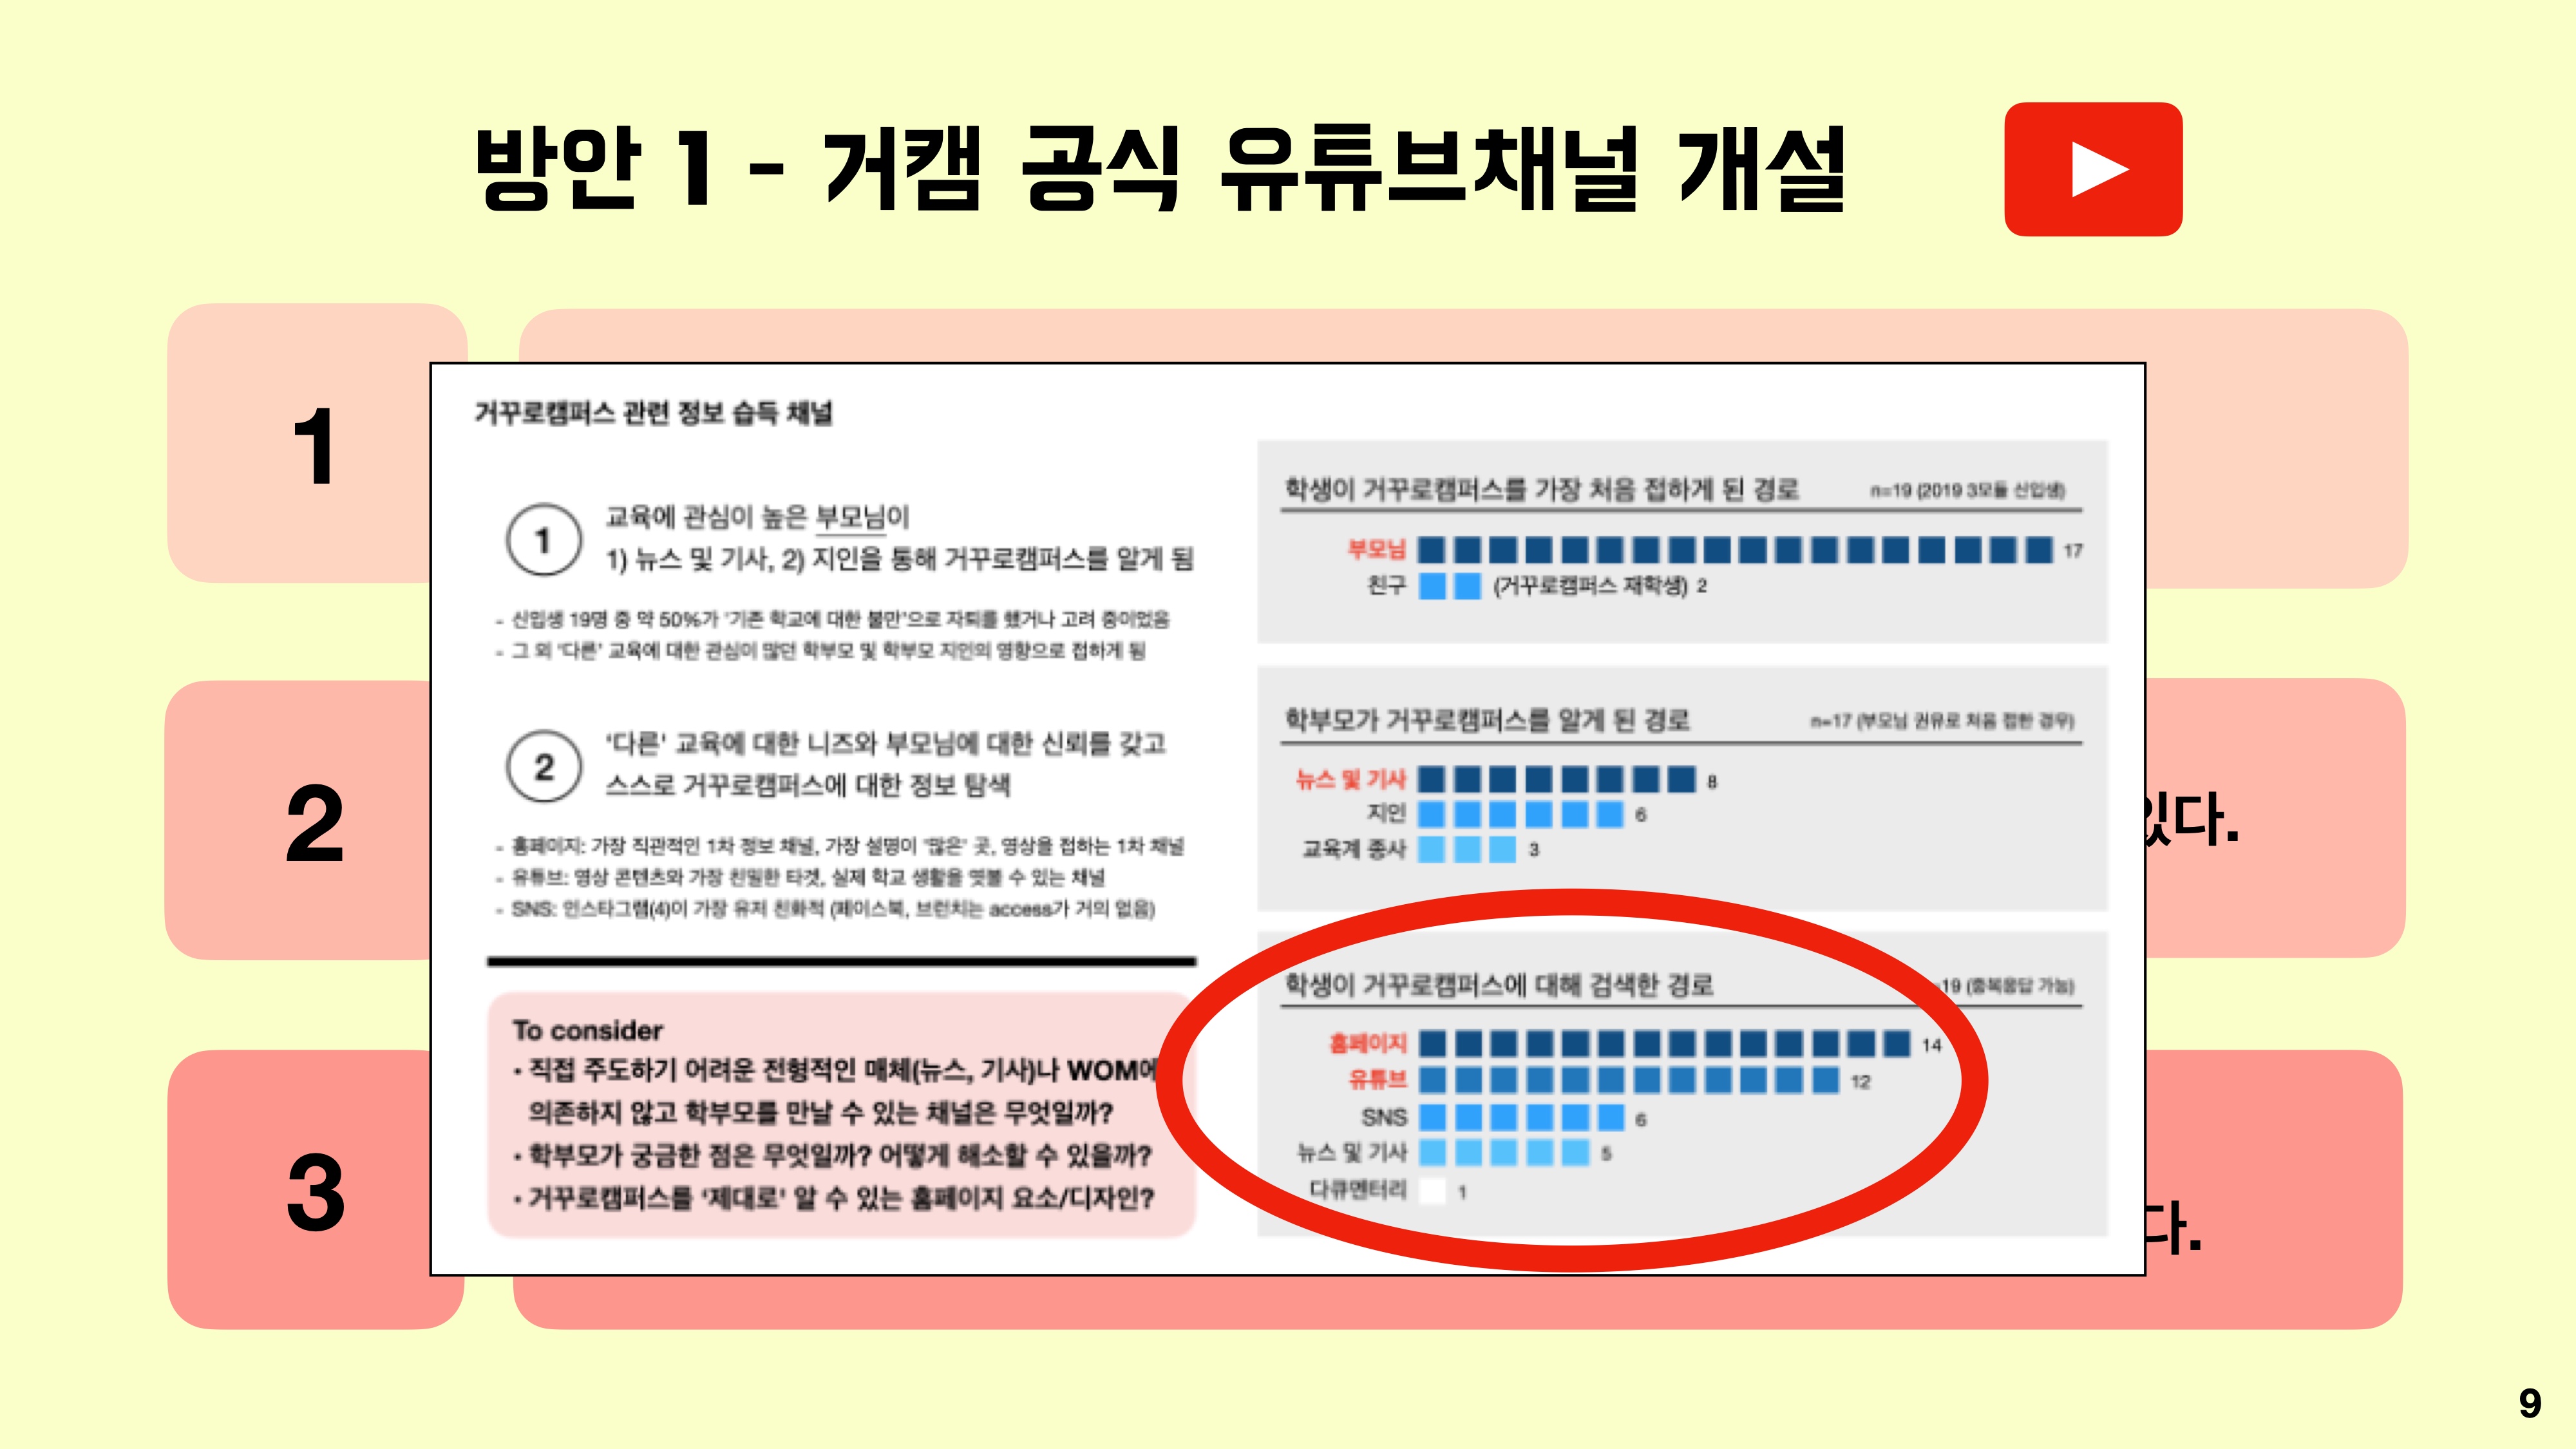 방안 1 - 거캠 공식 유튜브채널 개설
1
2
3
있다.
다.
거꾸로캠퍼스 관련 정보 습득 채널
1
교육에 관심이 높은 부모님이
1) 뉴스 및 기사, 2) 지인을 통해 거꾸로캠퍼스를 알게 됨
- 신입생 19명 중 약 50%가 '기존 학교에 대한 불만'으로 자퇴를 했거나 고려 중이었음
- 그 외 '다른' 교육에 대한 관심이 많던 학부모 및 학부모 지인의 영향으로 접하게 됨
2
'다른' 교육에 대한 니즈와 부모님에 대한 신뢰를 갖고
스스로 거꾸로캠퍼스에 대한 정보 탐색
- 홈페이지: 가장 직관적인 1차 정보 채널, 가장 설명이 '많은' 곳, 영상을 접하는 1차 채널
- 유튜브: 영상 콘텐츠와 가장 친밀한 타겟, 실제 학교 생활을 엿볼 수 있는 채널
- SNS: 인스타그램(4)이 가장 유저 친화적 (페이스북, 브런치는 access가 거의 없음)
To consider
· 직접 주도하기 어려운 전형적인 매체(뉴스, 기사)나 WOM에
의존하지 않고 학부모를 만날 수 있는 채널은 무엇일까?
· 학부모가 궁금한 점은 무엇일까? 어떻게 해소할 수 있을까?
· 거꾸로캠퍼스를 '제대로' 알 수 있는 홈페이지 요소/디자인?
학생이 거꾸로캠퍼스를 가장 처음 접하게 된 경로 n=19 (2019 3모듈 신입생)
부모님 17
친구 (거꾸로캠퍼스 재학생) 2
학부모가 거꾸로캠퍼스를 알게 된 경로 n=17 (부모님 권유로 처음 접한 경우)
뉴스 및 기사 8
지인 6
교육계 종사 3
학생이 거꾸로캠퍼스에 대해 검색한 경로 =19 (중복응답 가능)
홈페이지 14
유튜브 12
SNS 6
뉴스 및 기사 5
다큐멘터리 1
9